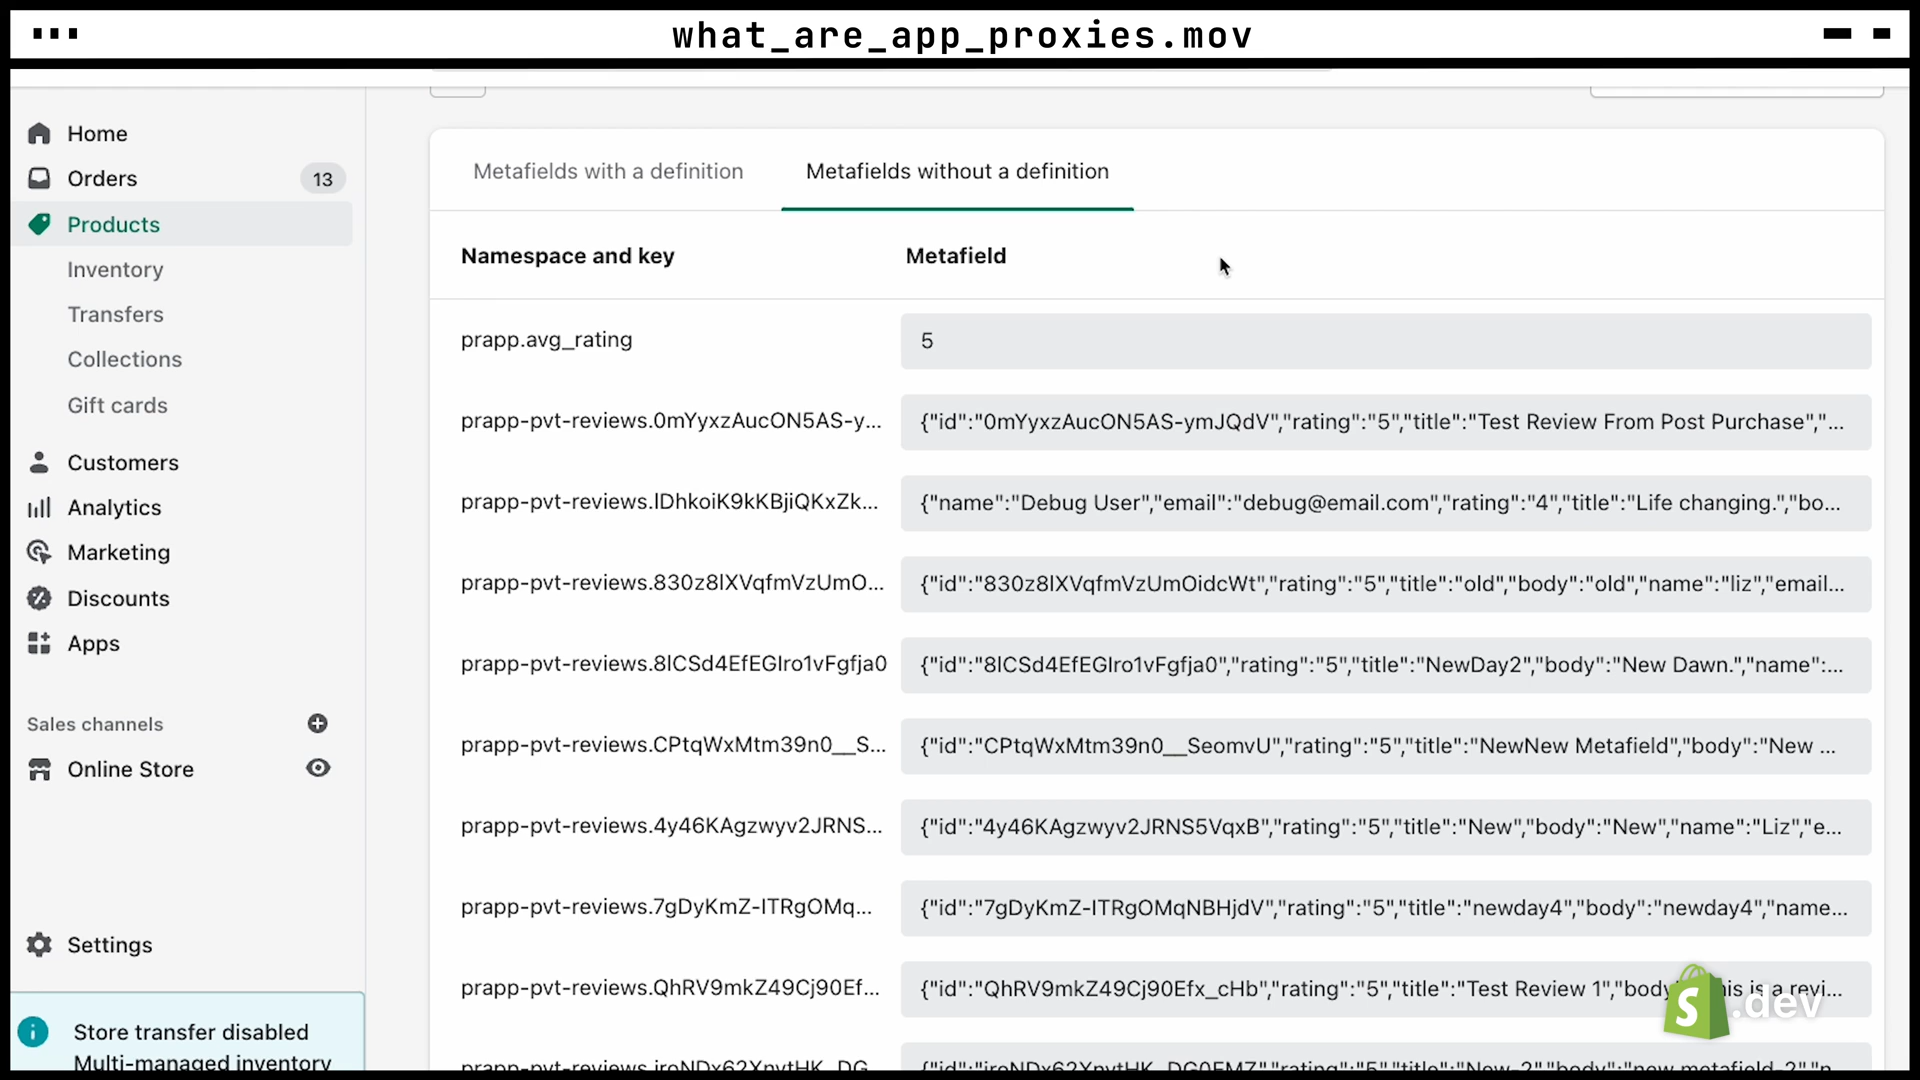 what_are_app_proxies.mov
Home
Orders
13
Products
Inventory
Transfers
Collections
Gift cards
Customers
Analytics
Marketing
Discounts
Apps
Sales channels
Online Store
Settings
Store transfer disabled
Multi-managed inventory
Metafields with a definition
Metafields without a definition
Namespace and key
Metafield
prapp.avg_rating
5
prapp-pvt-reviews.0mYyxzAucON5AS-y...
{"id":"0mYyxzAucON5AS-ymJQdV","rating":"5","title":"Test Review From Post Purchase","...
prapp-pvt-reviews.lDhkoiK9kKBjiQKxZk...
{"name":"Debug User","email":"debug@email.com","rating":"4","title":"Life changing.","bo...
prapp-pvt-reviews.830z8lXVqfmVzUmO...
{"id":"830z8lXVqfmVzUmOidcWt","rating":"5","title":"old","body":"old","name":"liz","email...
prapp-pvt-reviews.8lCSd4EfEGIro1vFgfja0
{"id":"8lCSd4EfEGIro1vFgfja0","rating":"5","title":"NewDay2","body":"New Dawn.","name":...
prapp-pvt-reviews.CPtqWxMtm39n0__S...
{"id":"CPtqWxMtm39n0__SeomvU","rating":"5","title":"NewNew Metafield","body":"New ...
prapp-pvt-reviews.4y46KAgzwyv2JRNS...
{"id":"4y46KAgzwyv2JRNS5VqxB","rating":"5","title":"New","body":"New","name":"Liz","e...
prapp-pvt-reviews.7gDyKmZ-ITRgOMq...
{"id":"7gDyKmZ-ITRgOMqNBHjdV","rating":"5","title":"newday4","body":"newday4","name...
prapp-pvt-reviews.QhRV9mkZ49Cj90Ef...
{"id":"QhRV9mkZ49Cj90Efx_cHb","rating":"5","title":"Test Review 1","body is a revi...
.dev